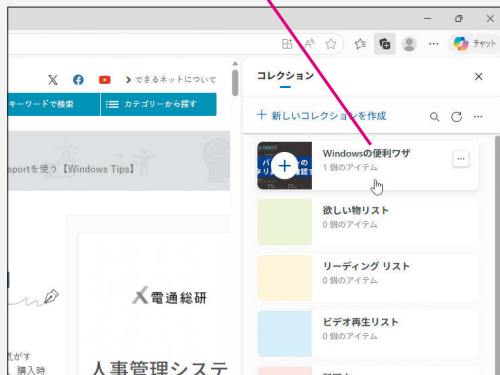 チャット
できるネットについて
コレクション
キーワードで検索
カテゴリーから探す
新しいコレクションを作成
eportを使う【Windows Tips】
Windowsの便利ワザ
1 個のアイテム
欲しい物リスト
0 個のアイテム
リーディング リスト
0 個のアイテム
電通総研
ビデオ再生リスト
0 個のアイテム
気がす
購入時
人事管理システ